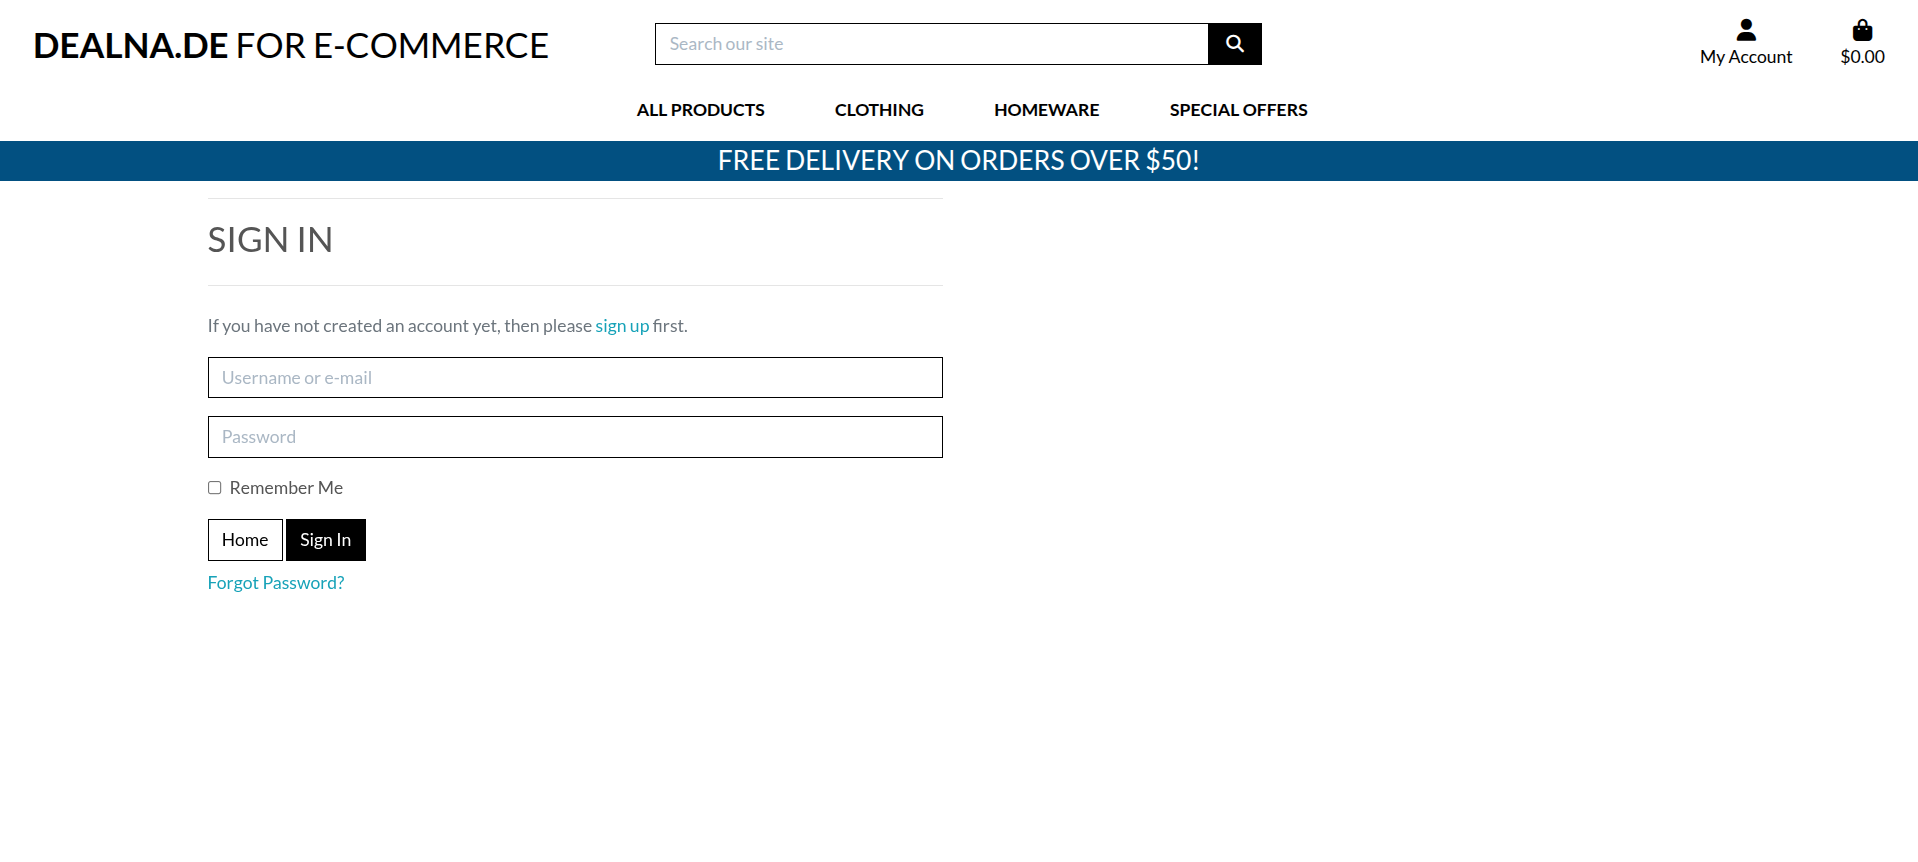 DEALNA.DE FOR E-COMMERCE
Search our site
My Account
$0.00
ALL PRODUCTS
CLOTHING
HOMEWARE
SPECIAL OFFERS
FREE DELIVERY ON ORDERS OVER $50!
SIGN IN
If you have not created an account yet, then please sign up first.
Username or e-mail
Password
Remember Me
Home
Sign In
Forgot Password?